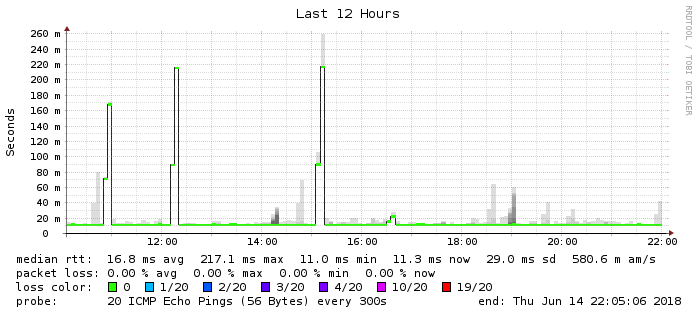 Last 12 Hours
RRDTOOL / TOBI OETIKER
Seconds
260 m
240 m
220 m
200 m
180 m
160 m
140 m
120 m
100 m
80 m
60 m
40 m
20 m
0
12:00 14:00 16:00 18:00 20:00 22:00
median rtt: 16.8 ms avg 217.1 ms max 11.0 ms min 11.3 ms now 29.0 ms sd 580.6 m am/s
packet loss: 0.00 % avg 0.00 % max 0.00 % min 0.00 % now
loss color: 0 1/20 2/20 3/20 4/20 10/20 19/20
probe: 20 ICMP Echo Pings (56 Bytes) every 300s end: Thu Jun 14 22:05:06 2018